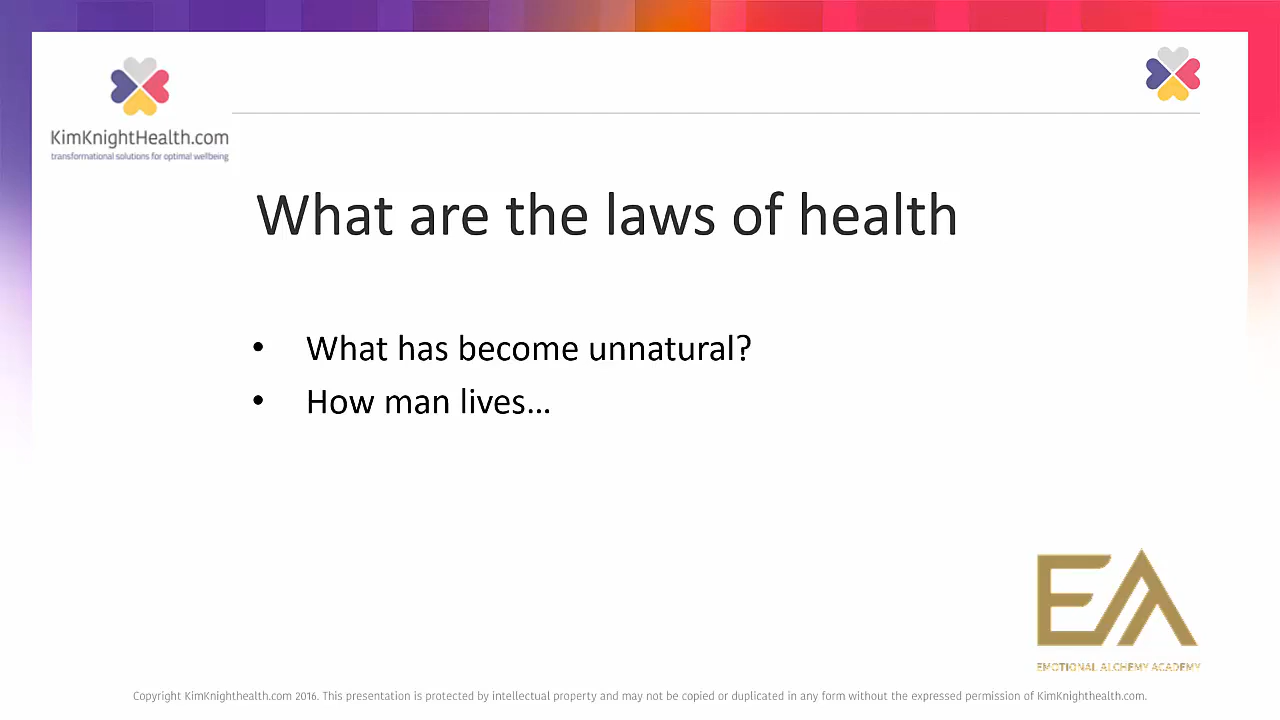 KimKnightHealth.com
transformational solutions for optimal wellbeing
What are the laws of health
• What has become unnatural?
• How man lives…
EA
EMOTIONAL ALCHEMY ACADEMY
Copyright KimKnighthealth.com 2016. This presentation is protected by intellectual property and may not be copied or duplicated in any form without the expressed permission of KimKnighthealth.com.